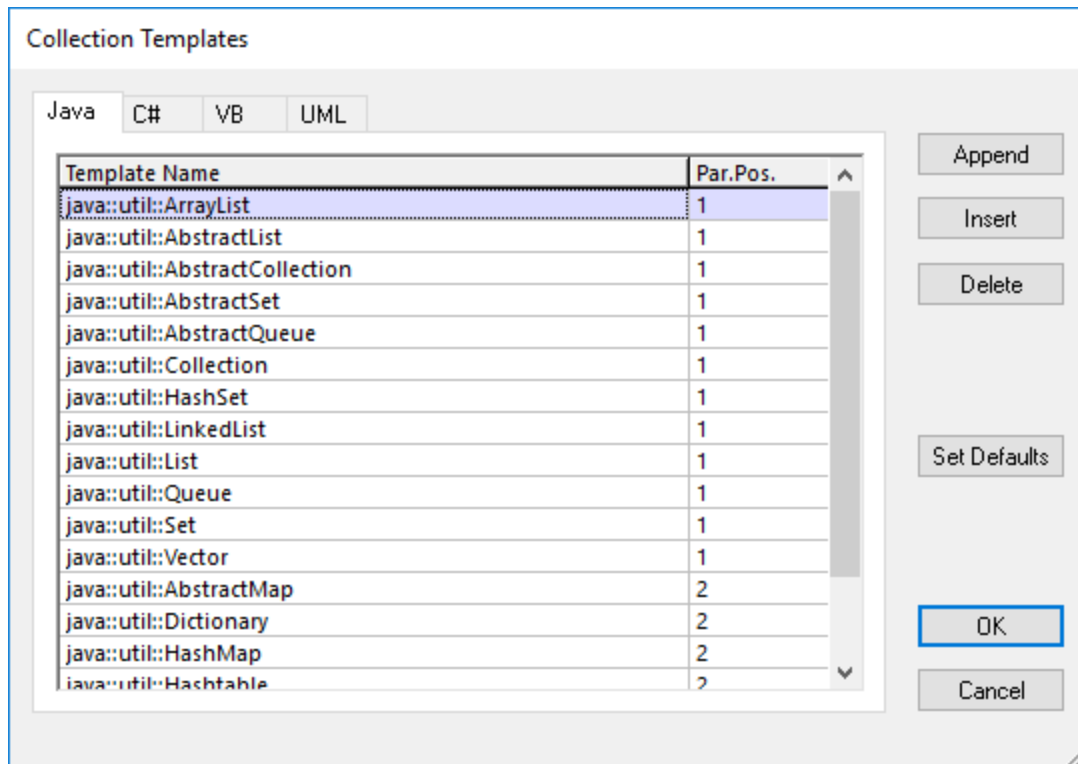 Collection Templates
Java C# VB UML
Template Name Par.Pos.
java::util::ArrayList 1
java::util::AbstractList 1
java::util::AbstractCollection 1
java::util::AbstractSet 1
java::util::AbstractQueue 1
java::util::Collection 1
java::util::HashSet 1
java::util::LinkedList 1
java::util::List 1
java::util::Queue 1
java::util::Set 1
java::util::Vector 1
java::util::AbstractMap 2
java::util::Dictionary 2
java::util::HashMap 2
java::util::Hashtable 2
Append
Insert
Delete
Set Defaults
OK
Cancel